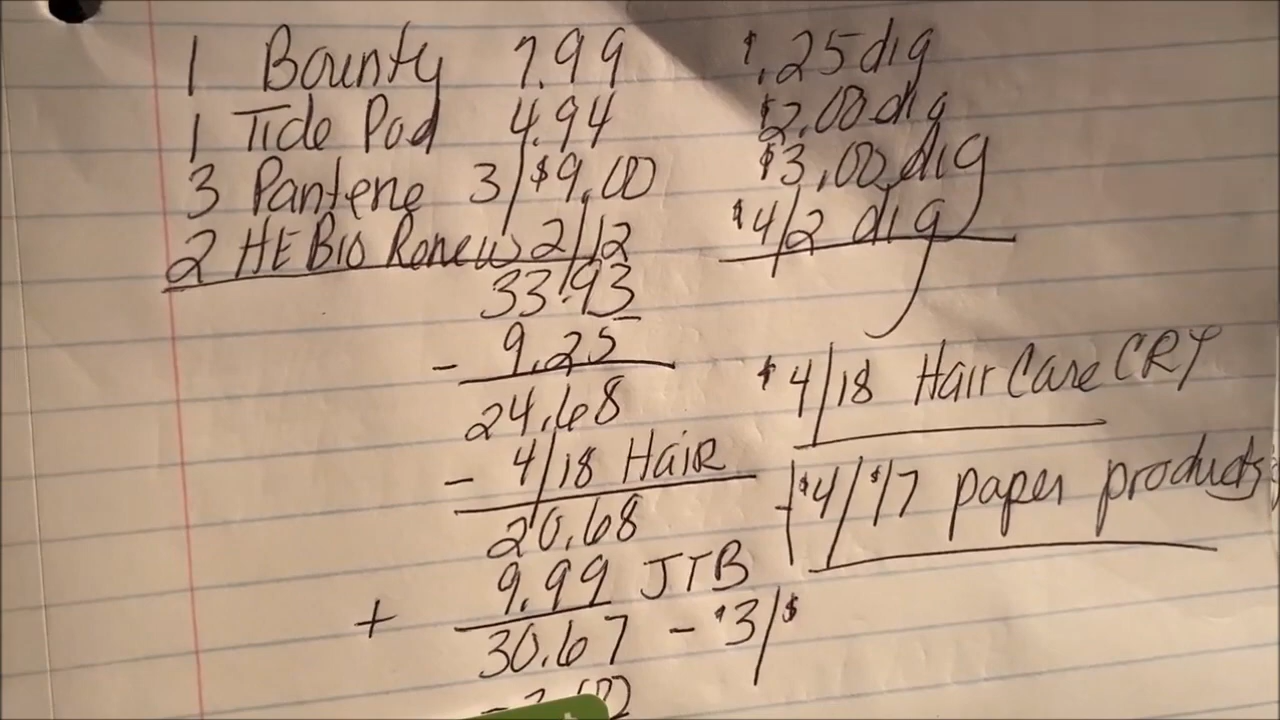 1 Bounty 7.99 $.25 dig
1 Tide Pod 4.94 $2.00 dig
3 Pantene 3/$9.00 $3.00 dig
2 HE Bio Renew 2/12 $4/2 dig
33.93
- 9.25
24.68 $4/18 Hair Care CRT
- 4/18 Hair
20.68 +$4/$17 paper products
+ 9.99 JTB
30.67 - $3/$